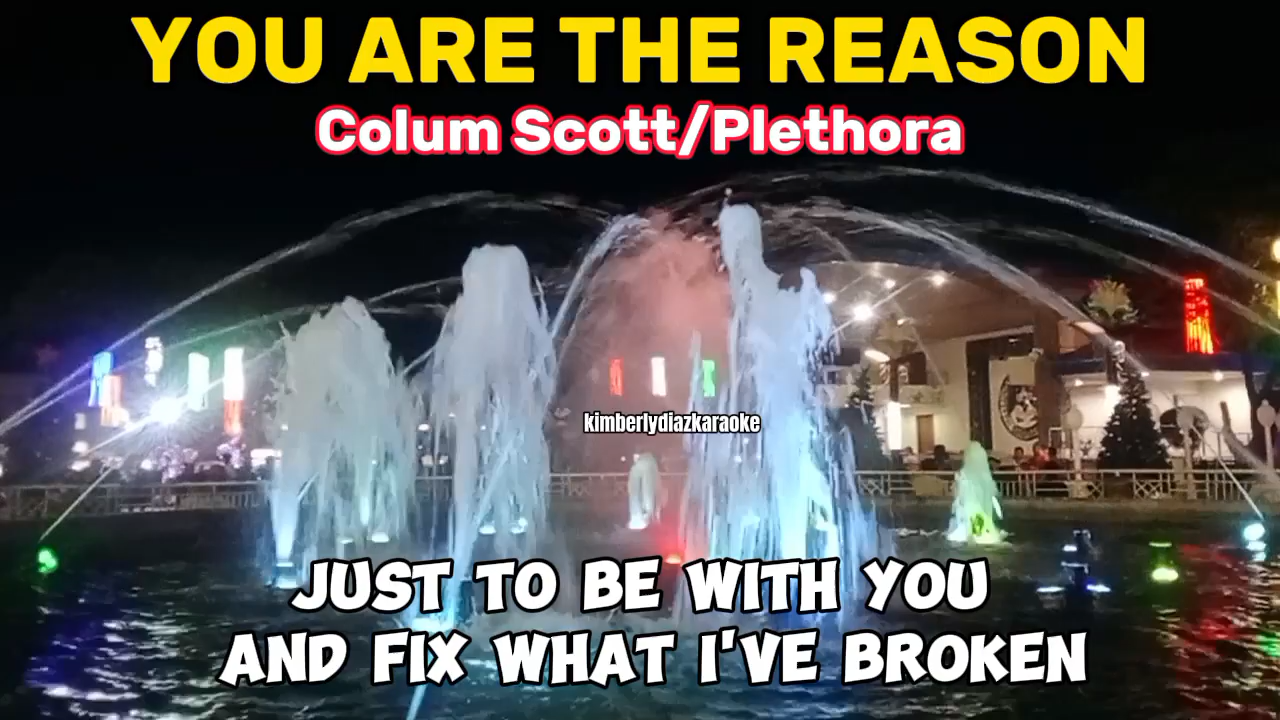 YOU ARE THE REASON
Colum Scott/Plethora
kimberlydiazkaraoke
JUST TO BE WITH YOU
AND FIX WHAT I'VE BROKEN